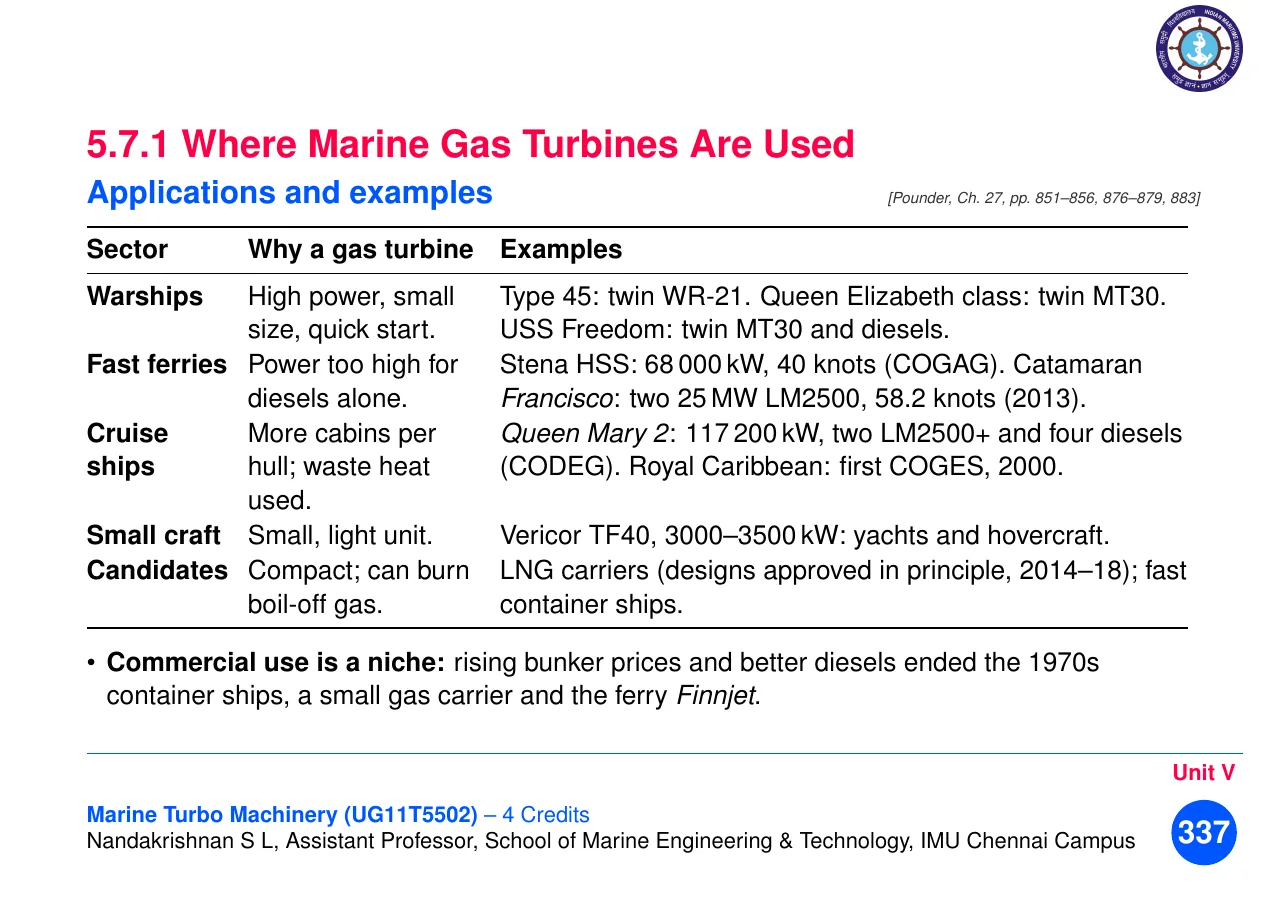 INDIAN MARITIME UNIVERSITY
5.7.1 Where Marine Gas Turbines Are Used
Applications and examples [Pounder, Ch. 27, pp. 851–856, 876–879, 883]
Sector Why a gas turbine Examples
Warships High power, small Type 45: twin WR-21. Queen Elizabeth class: twin MT30.
size, quick start. USS Freedom: twin MT30 and diesels.
Fast ferries Power too high for Stena HSS: 68 000 kW, 40 knots (COGAG). Catamaran
diesels alone. Francisco: two 25 MW LM2500, 58.2 knots (2013).
Cruise More cabins per Queen Mary 2: 117 200 kW, two LM2500+ and four diesels
ships hull; waste heat (CODEG). Royal Caribbean: first COGES, 2000.
used.
Small craft Small, light unit. Vericor TF40, 3000–3500 kW: yachts and hovercraft.
Candidates Compact; can burn LNG carriers (designs approved in principle, 2014–18); fast
boil-off gas. container ships.
• Commercial use is a niche: rising bunker prices and better diesels ended the 1970s
container ships, a small gas carrier and the ferry Finnjet.
Unit V
Marine Turbo Machinery (UG11T5502) – 4 Credits
Nandakrishnan S L, Assistant Professor, School of Marine Engineering & Technology, IMU Chennai Campus
337